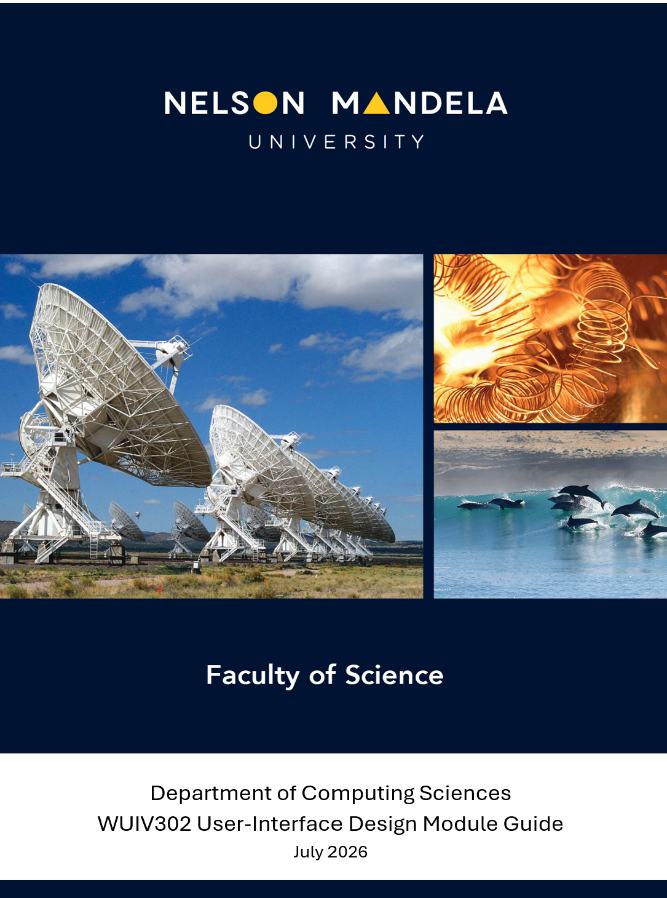 NELSON MANDELA
UNIVERSITY
Faculty of Science
Department of Computing Sciences
WUIV302 User-Interface Design Module Guide
July 2026